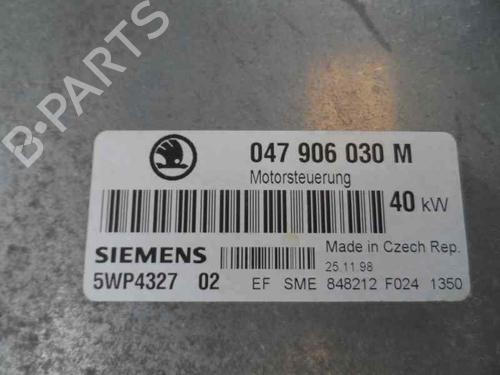 B-PARTS
047 906 030 M
Motorsteuerung
40 kW
SIEMENS
Made in Czech Rep.
25.11.98
5WP4327 02 EF SME 848212 F024 1350